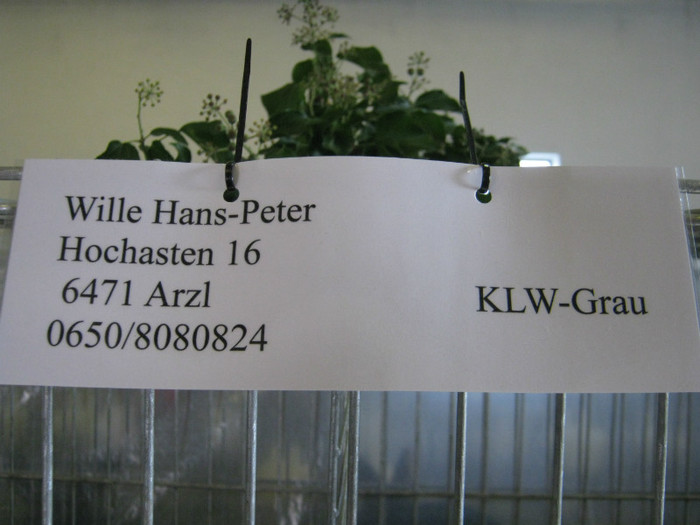 Wille Hans-Peter
Hochasten 16
6471 Arzl
0650/8080824
KLW-Grau